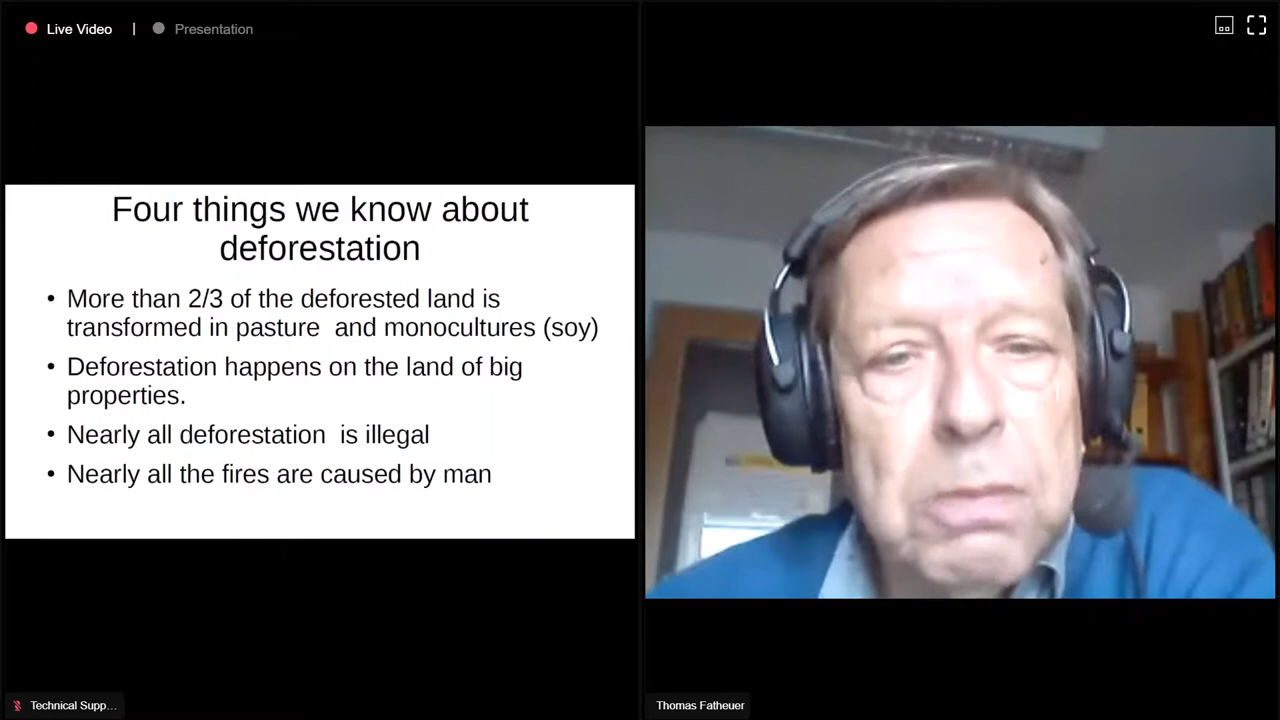 Live Video | Presentation
Four things we know about
deforestation
• More than 2/3 of the deforested land is
transformed in pasture  and monocultures (soy)
• Deforestation happens on the land of big
properties.
• Nearly all deforestation  is illegal
• Nearly all the fires are caused by man
Technical Supp...
Thomas Fatheuer